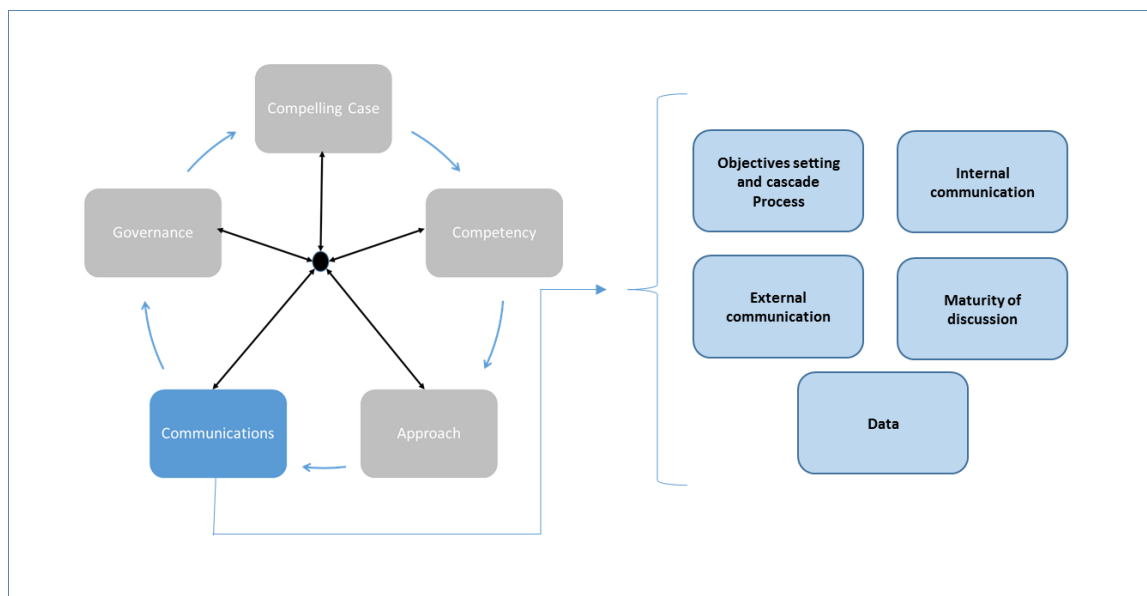 Compelling Case
Governance
Competency
Communications
Approach
Objectives setting
and cascade
Process
Internal
communication
External
communication
Maturity of
discussion
Data